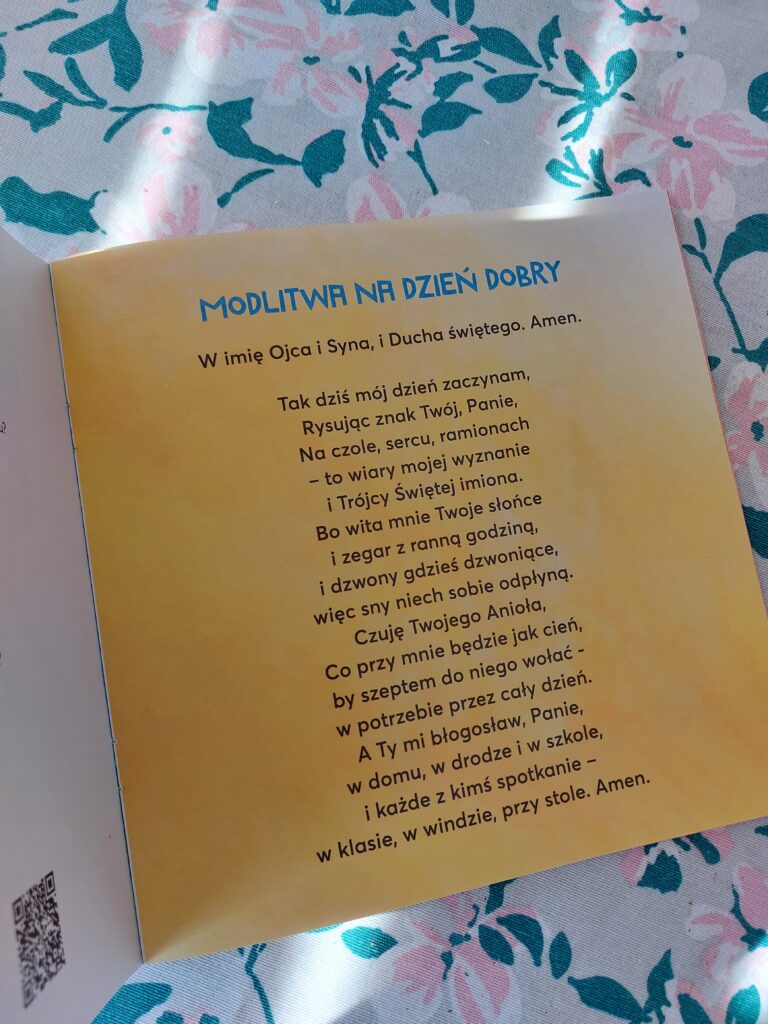 MODLITWA NA DZIEŃ DOBRY
W imię Ojca i Syna, i Ducha świętego. Amen.
Tak dziś mój dzień zaczynam,
Rysując znak Twój, Panie,
Na czole, sercu, ramionach
– to wiary mojej wyznanie
i Trójcy Świętej imiona.
Bo wita mnie Twoje słońce
i zegar z ranną godziną,
i dzwony gdzieś dzwoniące,
więc sny niech sobie odpłyną.
Czuję Twojego Anioła,
Co przy mnie będzie jak cień,
by szeptem do niego wołać -
w potrzebie przez cały dzień.
A Ty mi błogosław, Panie,
w domu, w drodze i w szkole,
i każde z kimś spotkanie –
w klasie, w windzie, przy stole. Amen.